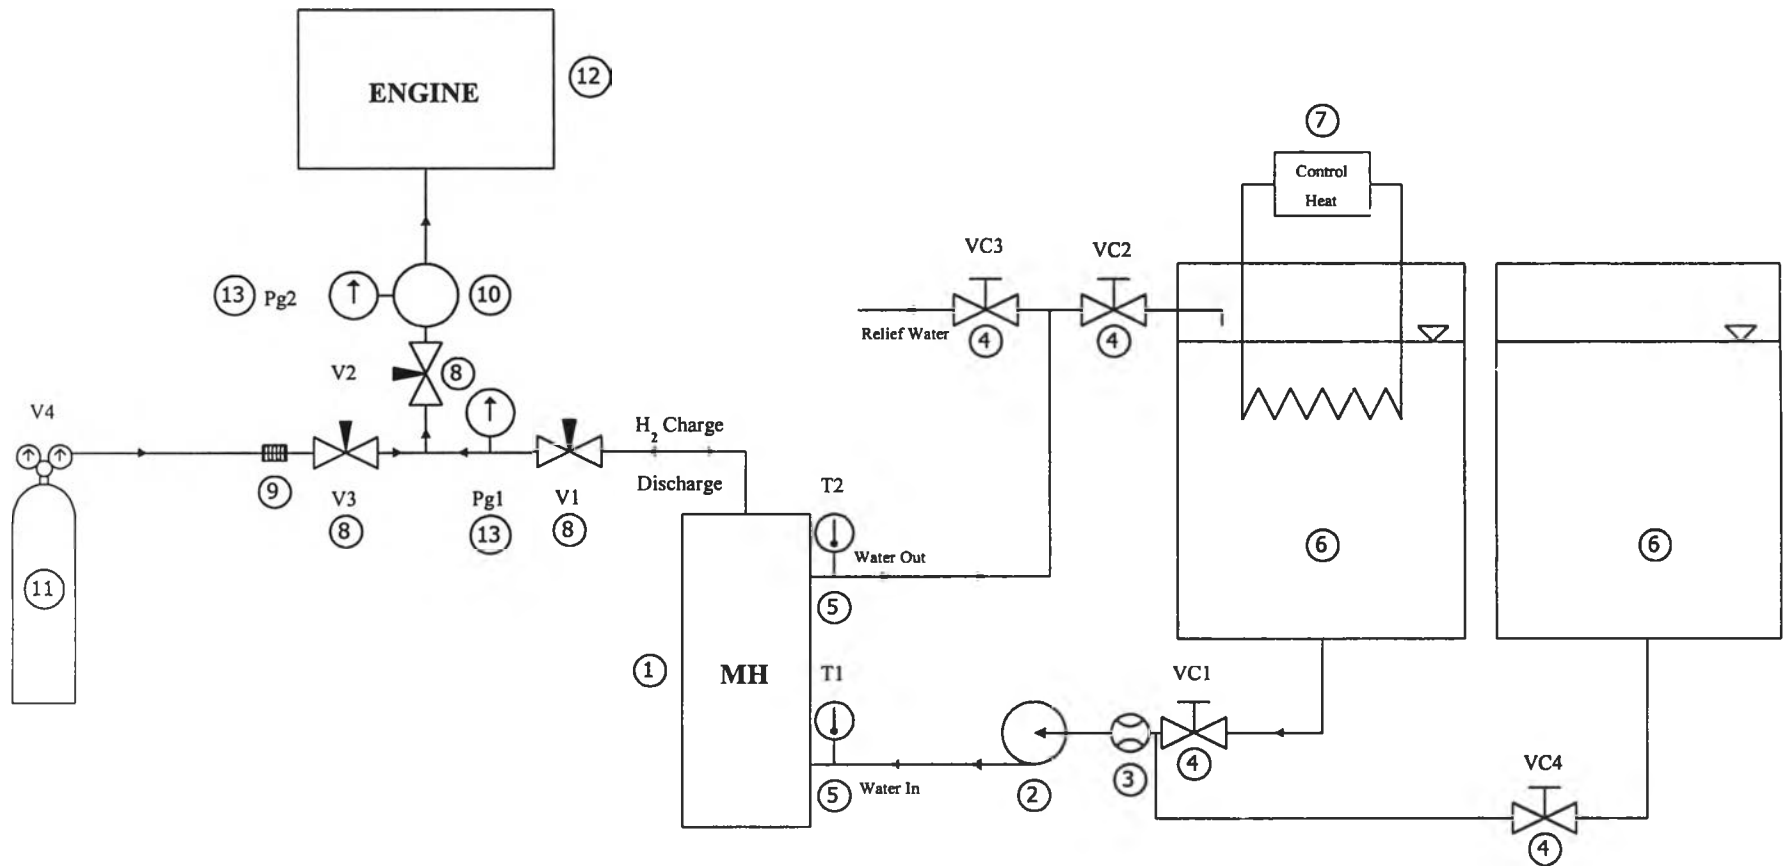 12
ENGINE
7
Control
Heat
VC3
VC2
13 Pg2
10
Relief Water
4
4
V2
8
V4
H2 Charge
Discharge
9
V3
8
Pg1
13
V1
8
T2
Water Out
6
6
11
5
1
MH
T1
VC1
4
3
2
5
Water In
VC4
4